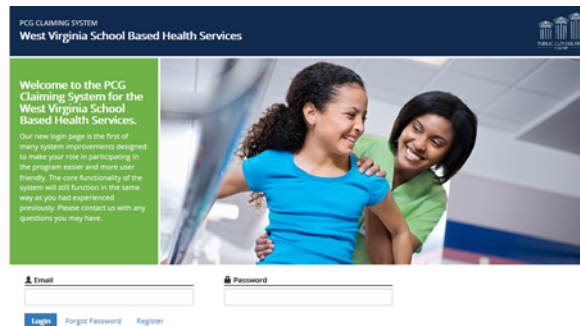 PCG CLAIMING SYSTEM
West Virginia School Based Health Services
PUBLIC CONSULTING
GROUP
Welcome to the PCG
Claiming System for the
West Virginia School
Based Health Services.
Our new login page is the first of
many system improvements designed
to make your role in participating in
the program easier and more user
friendly. The core functionality of the
system will still function in the same
way as you had experienced
previously. Please contact us with any
questions you may have.
Email
Password
Login
Forgot Password
Register